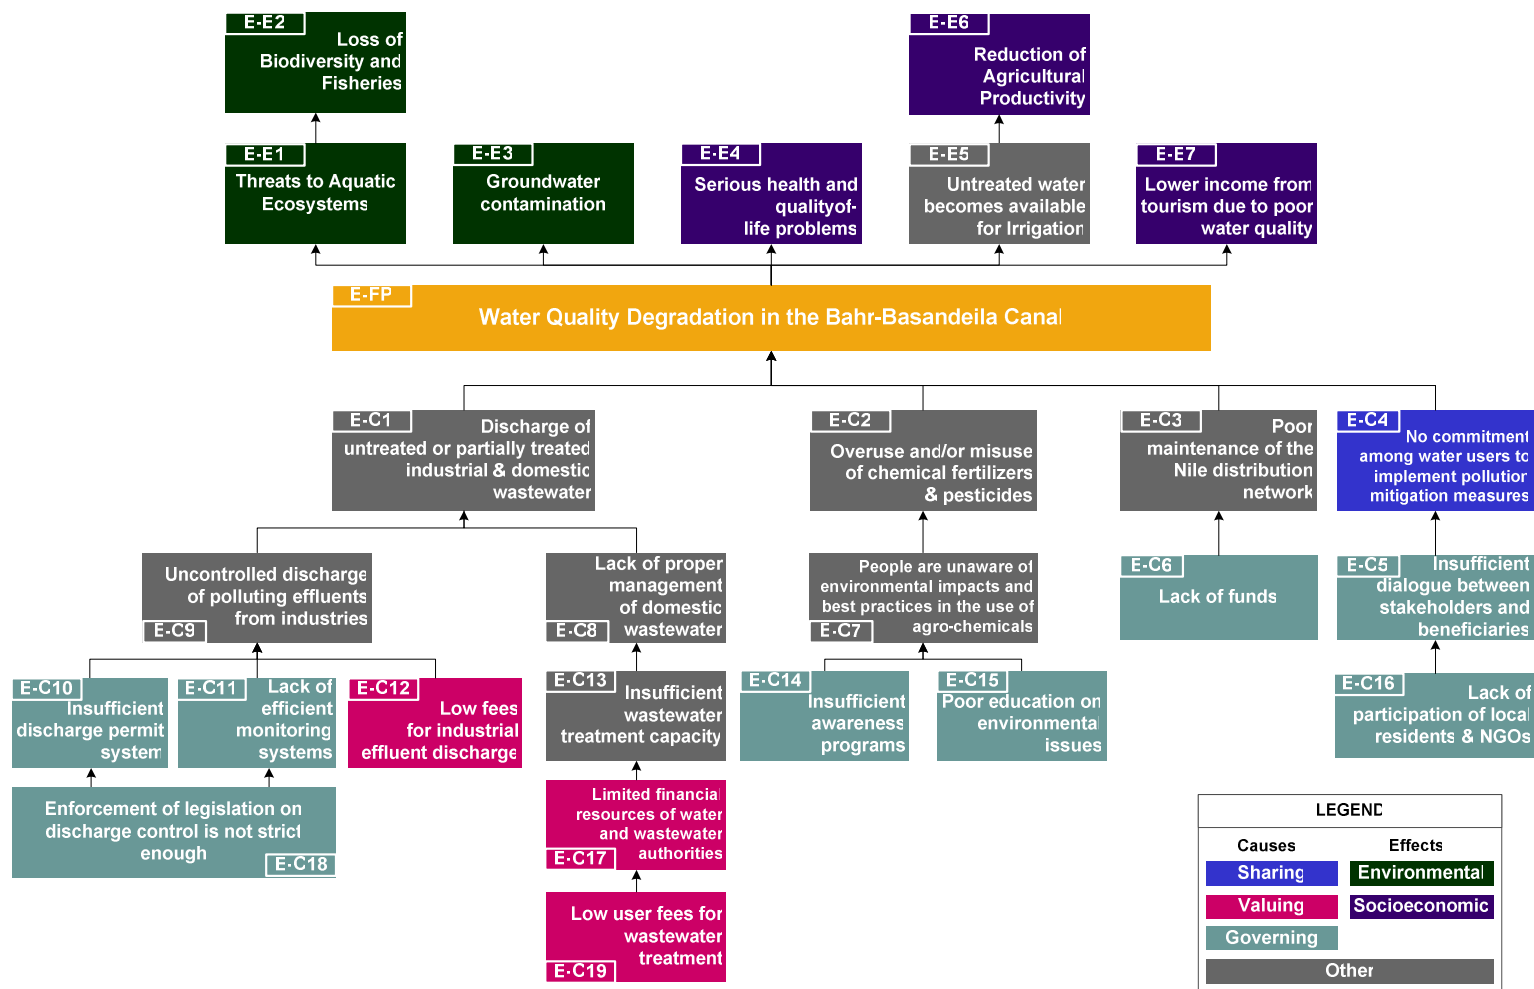 E-E2
Loss of
Biodiversity and
Fisheries
E-E6
Reduction of
Agricultural
Productivity
E-E1
Threats to Aquatic
Ecosystems
E-E3
Groundwater
contamination
E-E4
Serious health and
qualityof-
life problems
E-E5
Untreated water
becomes available
for Irrigation
E-E7
Lower income from
tourism due to poor
water quality
E-FP
Water Quality Degradation in the Bahr-Basandeila Canal
E-C1
Discharge of
untreated or partially treated
industrial & domestic
wastewater
E-C2
Overuse and/or misuse
of chemical fertilizers
& pesticides
E-C3
Poor
maintenance of the
Nile distribution
network
E-C4
No commitment
among water users to
implement pollution
mitigation measures
Uncontrolled discharge
of polluting effluents
from industries
E-C9
Lack of proper
management
of domestic
wastewater
E-C8
People are unaware of
environmental impacts and
best practices in the use of
agro-chemicals
E-C7
E-C6
Lack of funds
E-C5
Insufficient
dialogue between
stakeholders and
beneficiaries
E-C10
Insufficient
discharge permit
system
E-C11
Lack of
efficient
monitoring
systems
E-C12
Low fees
for industrial
effluent discharge
E-C13
Insufficient
wastewater
treatment capacity
E-C14
Insufficient
awareness
programs
E-C15
Poor education on
environmental
issues
E-C16
Lack of
participation of local
residents & NGOs
Enforcement of legislation on
discharge control is not strict
enough
E-C18
Limited financial
resources of water
and wastewater
authorities
E-C17
Low user fees for
wastewater
treatment
E-C19
LEGEND
Causes
Effects
Sharing
Environmental
Valuing
Socioeconomic
Governing
Other